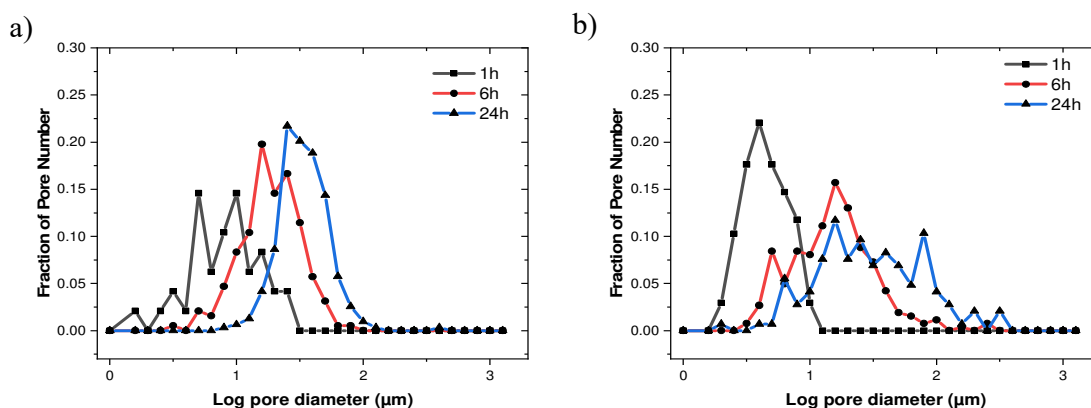 a)
0.30
0.25
0.20
0.15
0.10
0.05
0.00
Fraction of Pore Number
1h
6h
24h
0 1 2 3
Log pore diameter (µm)
b)
0.30
0.25
0.20
0.15
0.10
0.05
0.00
Fraction of Pore Number
1h
6h
24h
0 1 2 3
Log pore diameter (µm)